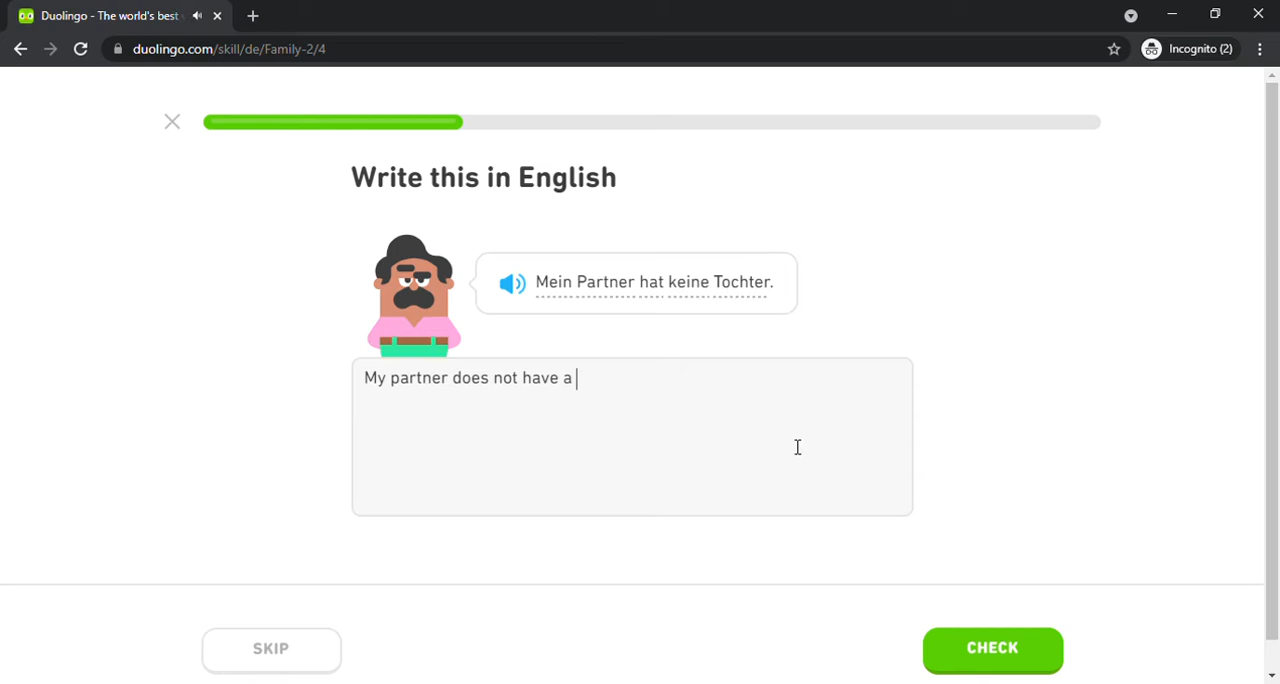 Duolingo - The world's best
duolingo.com/skill/de/Family-2/4
Incognito (2)
Write this in English
Mein Partner hat keine Tochter.
My partner does not have a
SKIP
CHECK